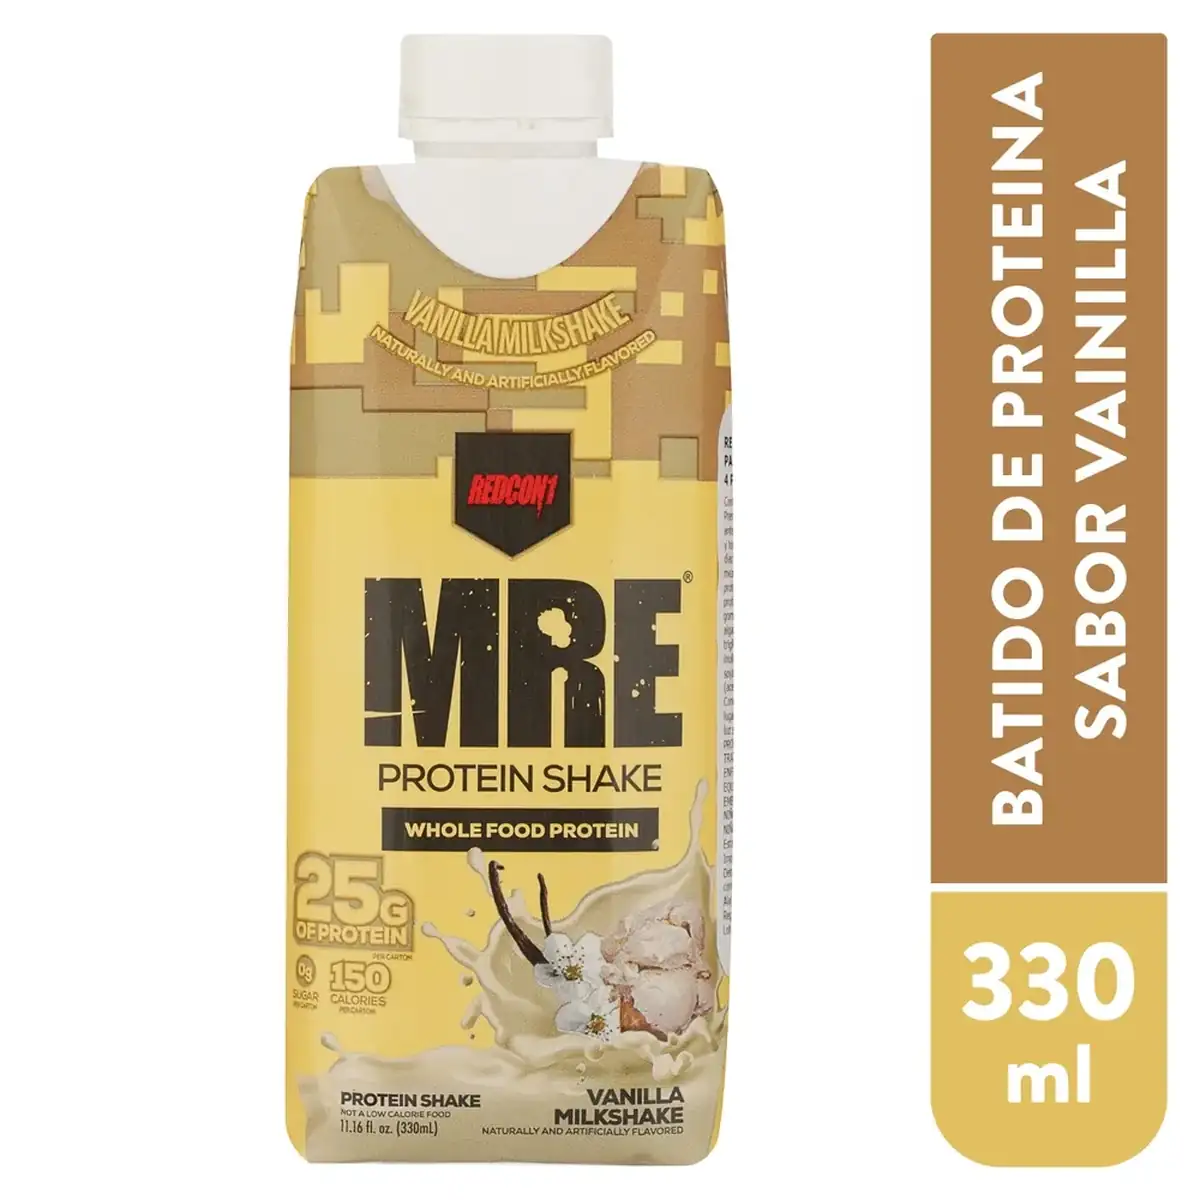 VANILLA MILKSHAKE
NATURALLY AND ARTIFICIALLY FLAVORED
REDCON1
MRE®
PROTEIN SHAKE
WHOLE FOOD PROTEIN
25G
OF PROTEIN
PER CARTON
0g
SUGAR
PER CARTON
150
CALORIES
PER CARTON
PROTEIN SHAKE
NOT A LOW CALORIE FOOD
11.16 fl. oz. (330mL)
VANILLA
MILKSHAKE
NATURALLY AND ARTIFICIALLY FLAVORED
BATIDO DE PROTEINA
SABOR VAINILLA
330
ml